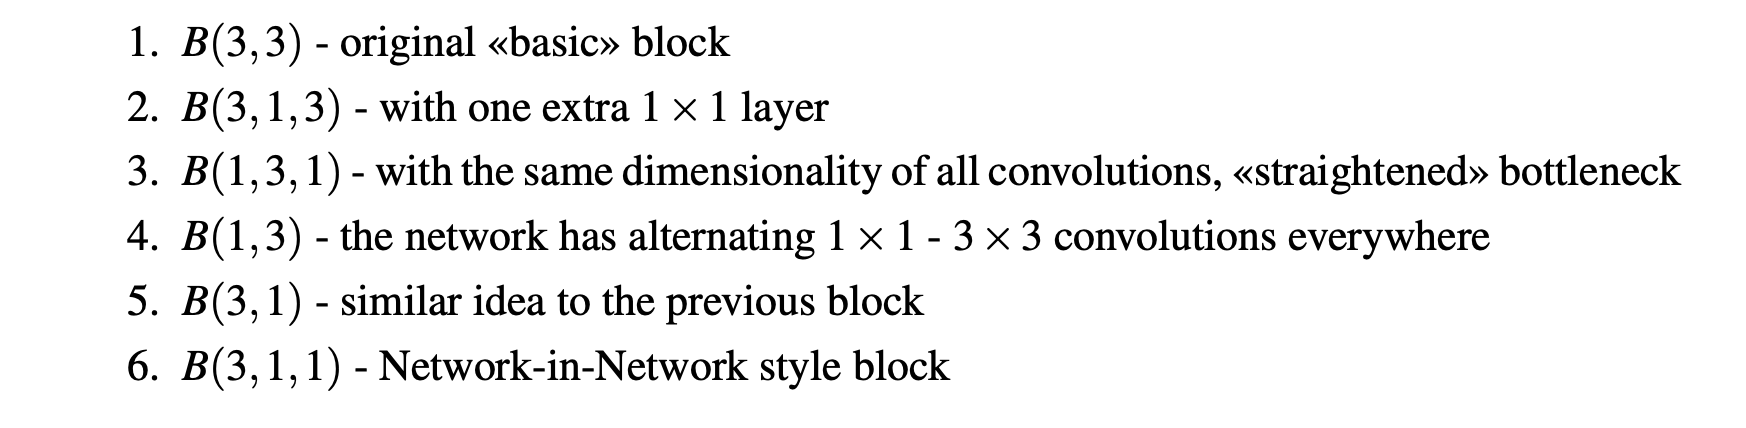 1. B(3,3) - original «basic» block
2. B(3,1,3) - with one extra 1 × 1 layer
3. B(1,3,1) - with the same dimensionality of all convolutions, «straightened» bottleneck
4. B(1,3) - the network has alternating 1 × 1 - 3 × 3 convolutions everywhere
5. B(3,1) - similar idea to the previous block
6. B(3,1,1) - Network-in-Network style block